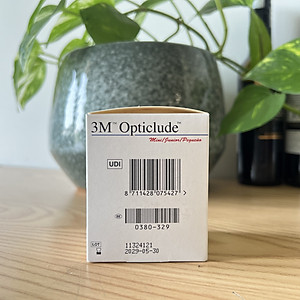 3M™ Opticlude™
Mini/Junior/Pequeño
UDI
8 711428 075427 >
0380-329
LOT 11324121
2029-05-30